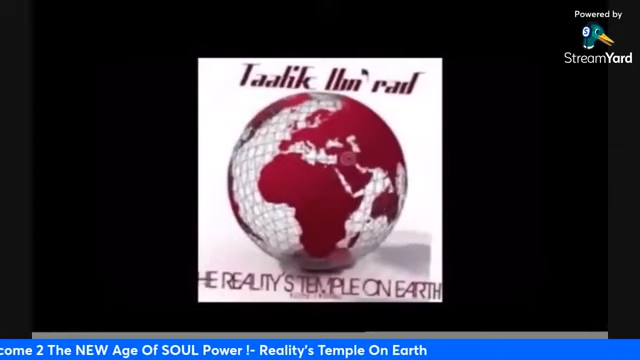 Powered by
StreamYard
Taalik Ibn'rad
HE REALITY'S TEMPLE ON EARTH
come 2 The NEW Age Of SOUL Power !- Reality's Temple On Earth